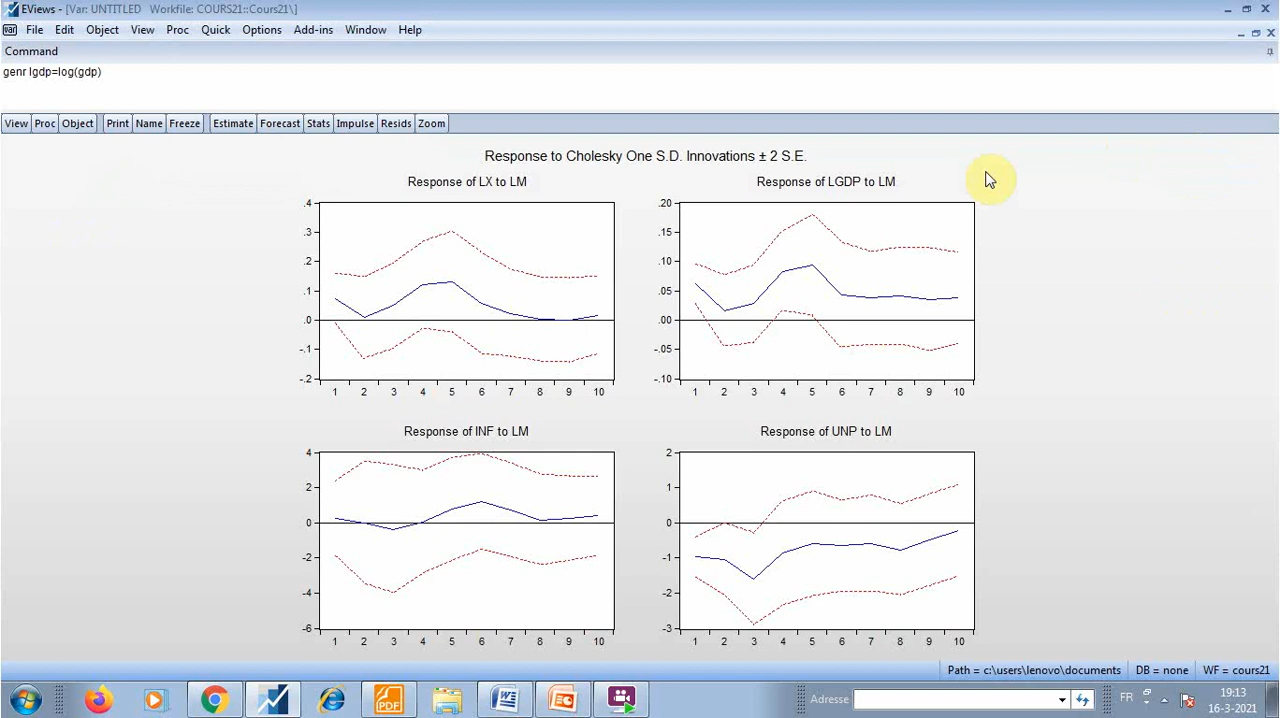 EViews - [Var: UNTITLED   Workfile: COURS21::Cours21\]
var File Edit Object View Proc Quick Options Add-ins Window Help
Command
genr lgdp=log(gdp)
View Proc Object Print Name Freeze Estimate Forecast Stats Impulse Resids Zoom
Response to Cholesky One S.D. Innovations ± 2 S.E.
Response of LX to LM
.4
.3
.2
.1
.0
-.1
-.2
1 2 3 4 5 6 7 8 9 10
Response of LGDP to LM
.20
.15
.10
.05
.00
-.05
-.10
1 2 3 4 5 6 7 8 9 10
Response of INF to LM
4
2
0
-2
-4
-6
1 2 3 4 5 6 7 8 9 10
Response of UNP to LM
2
1
0
-1
-2
-3
1 2 3 4 5 6 7 8 9 10
Path = c:\users\lenovo\documents DB = none WF = cours21
PDF
W
P
Adresse
FR
19:13
16-3-2021